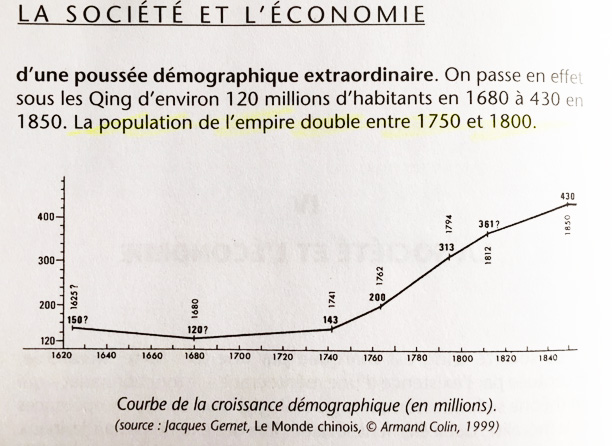 LA SOCIÉTÉ ET L'ÉCONOMIE
d'une poussée démographique extraordinaire. On passe en effet
sous les Qing d'environ 120 millions d'habitants en 1680 à 430 en
1850. La population de l'empire double entre 1750 et 1800.
430
400
1794
361?
1850
313
1812
300
1762
1625?
1680
1741
200
200
150?
120?
143
120
1620 1640 1660 1680 1700 1720 1740 1760 1780 1800 1820 1840
Courbe de la croissance démographique (en millions).
(source : Jacques Gernet, Le Monde chinois, © Armand Colin, 1999)